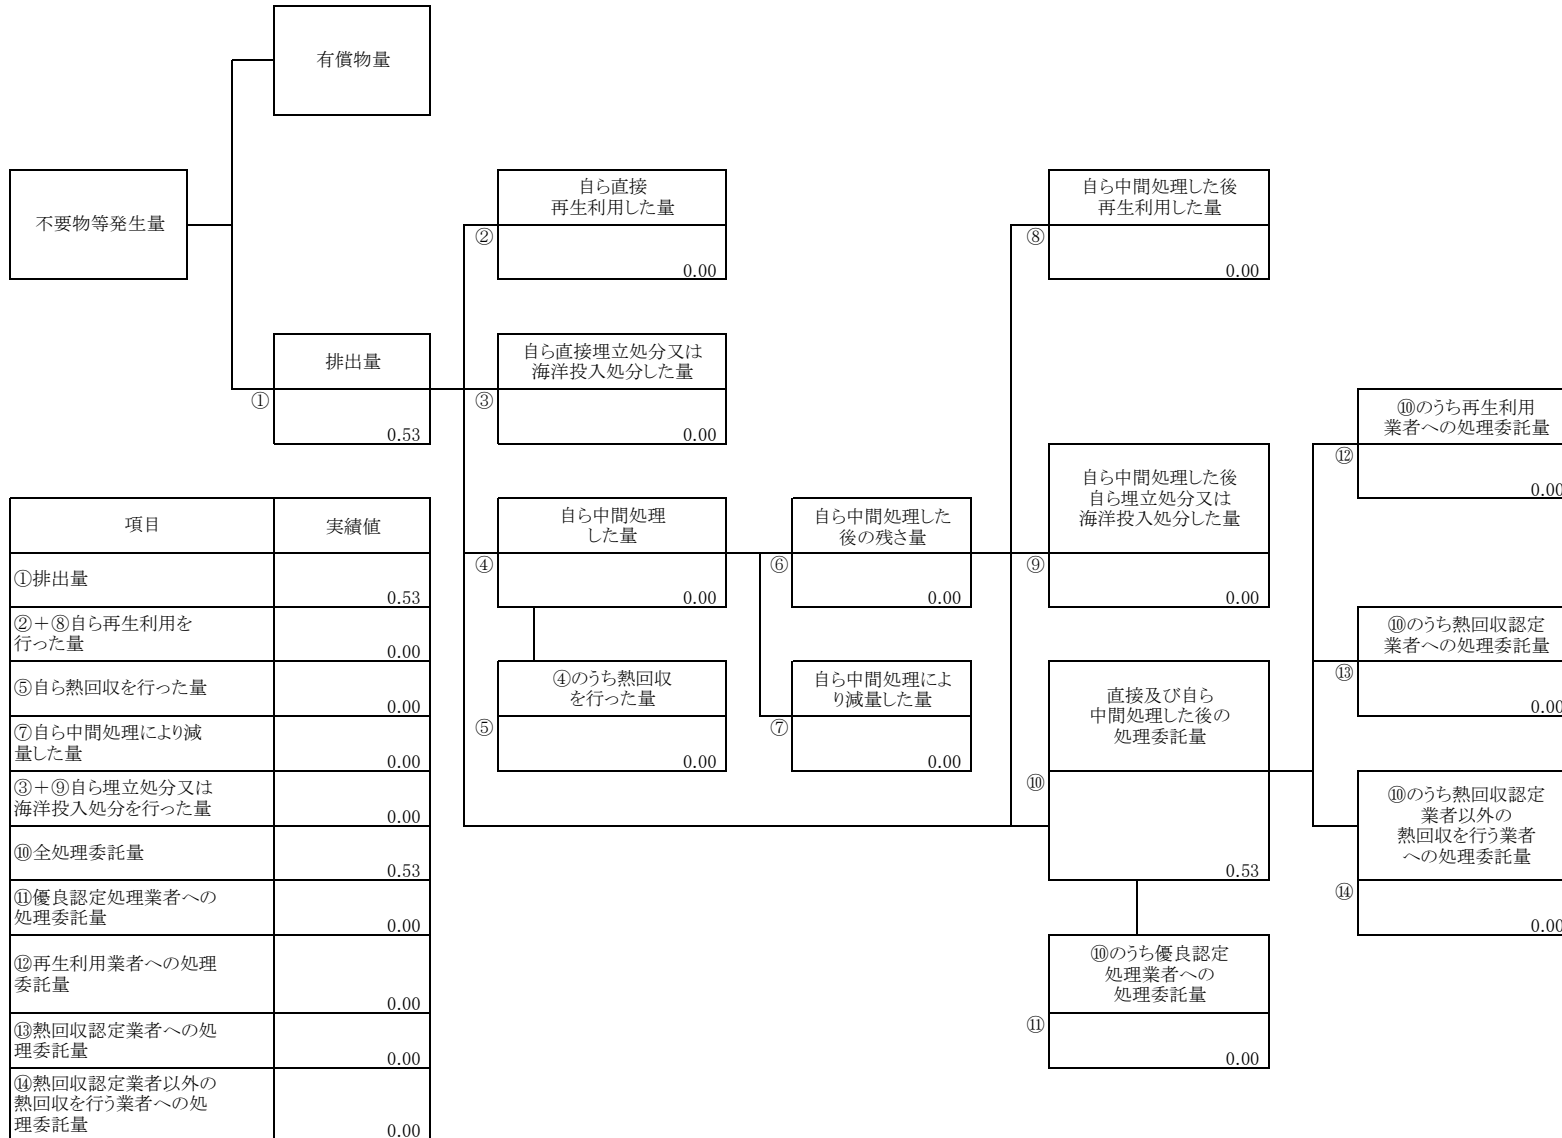 有償物量
不要物等発生量
排出量
①
0.53
自ら直接
再生利用した量
②
0.00
自ら直接埋立処分又は
海洋投入処分した量
③
0.00
自ら中間処理
した量
④
0.00
④のうち熱回収
を行った量
⑤
0.00
自ら中間処理した
後の残さ量
⑥
0.00
自ら中間処理によ
り減量した量
⑦
0.00
自ら中間処理した後
再生利用した量
⑧
0.00
自ら中間処理した後
自ら埋立処分又は
海洋投入処分した量
⑨
0.00
直接及び自ら
中間処理した後の
処理委託量
⑩
0.53
⑩のうち優良認定
処理業者への
処理委託量
⑪
0.00
⑩のうち再生利用
業者への処理委託量
⑫
0.00
⑩のうち熱回収認定
業者への処理委託量
⑬
0.00
⑩のうち熱回収認定
業者以外の
熱回収を行う業者
への処理委託量
⑭
0.00
項目 実績値
①排出量
0.53
②＋⑧自ら再生利用を
行った量
0.00
⑤自ら熱回収を行った量
0.00
⑦自ら中間処理により減
量した量
0.00
③＋⑨自ら埋立処分又は
海洋投入処分を行った量
0.00
⑩全処理委託量
0.53
⑪優良認定処理業者への
処理委託量
0.00
⑫再生利用業者への処理
委託量
0.00
⑬熱回収認定業者への処
理委託量
0.00
⑭熱回収認定業者以外の
熱回収を行う業者への処
理委託量
0.00